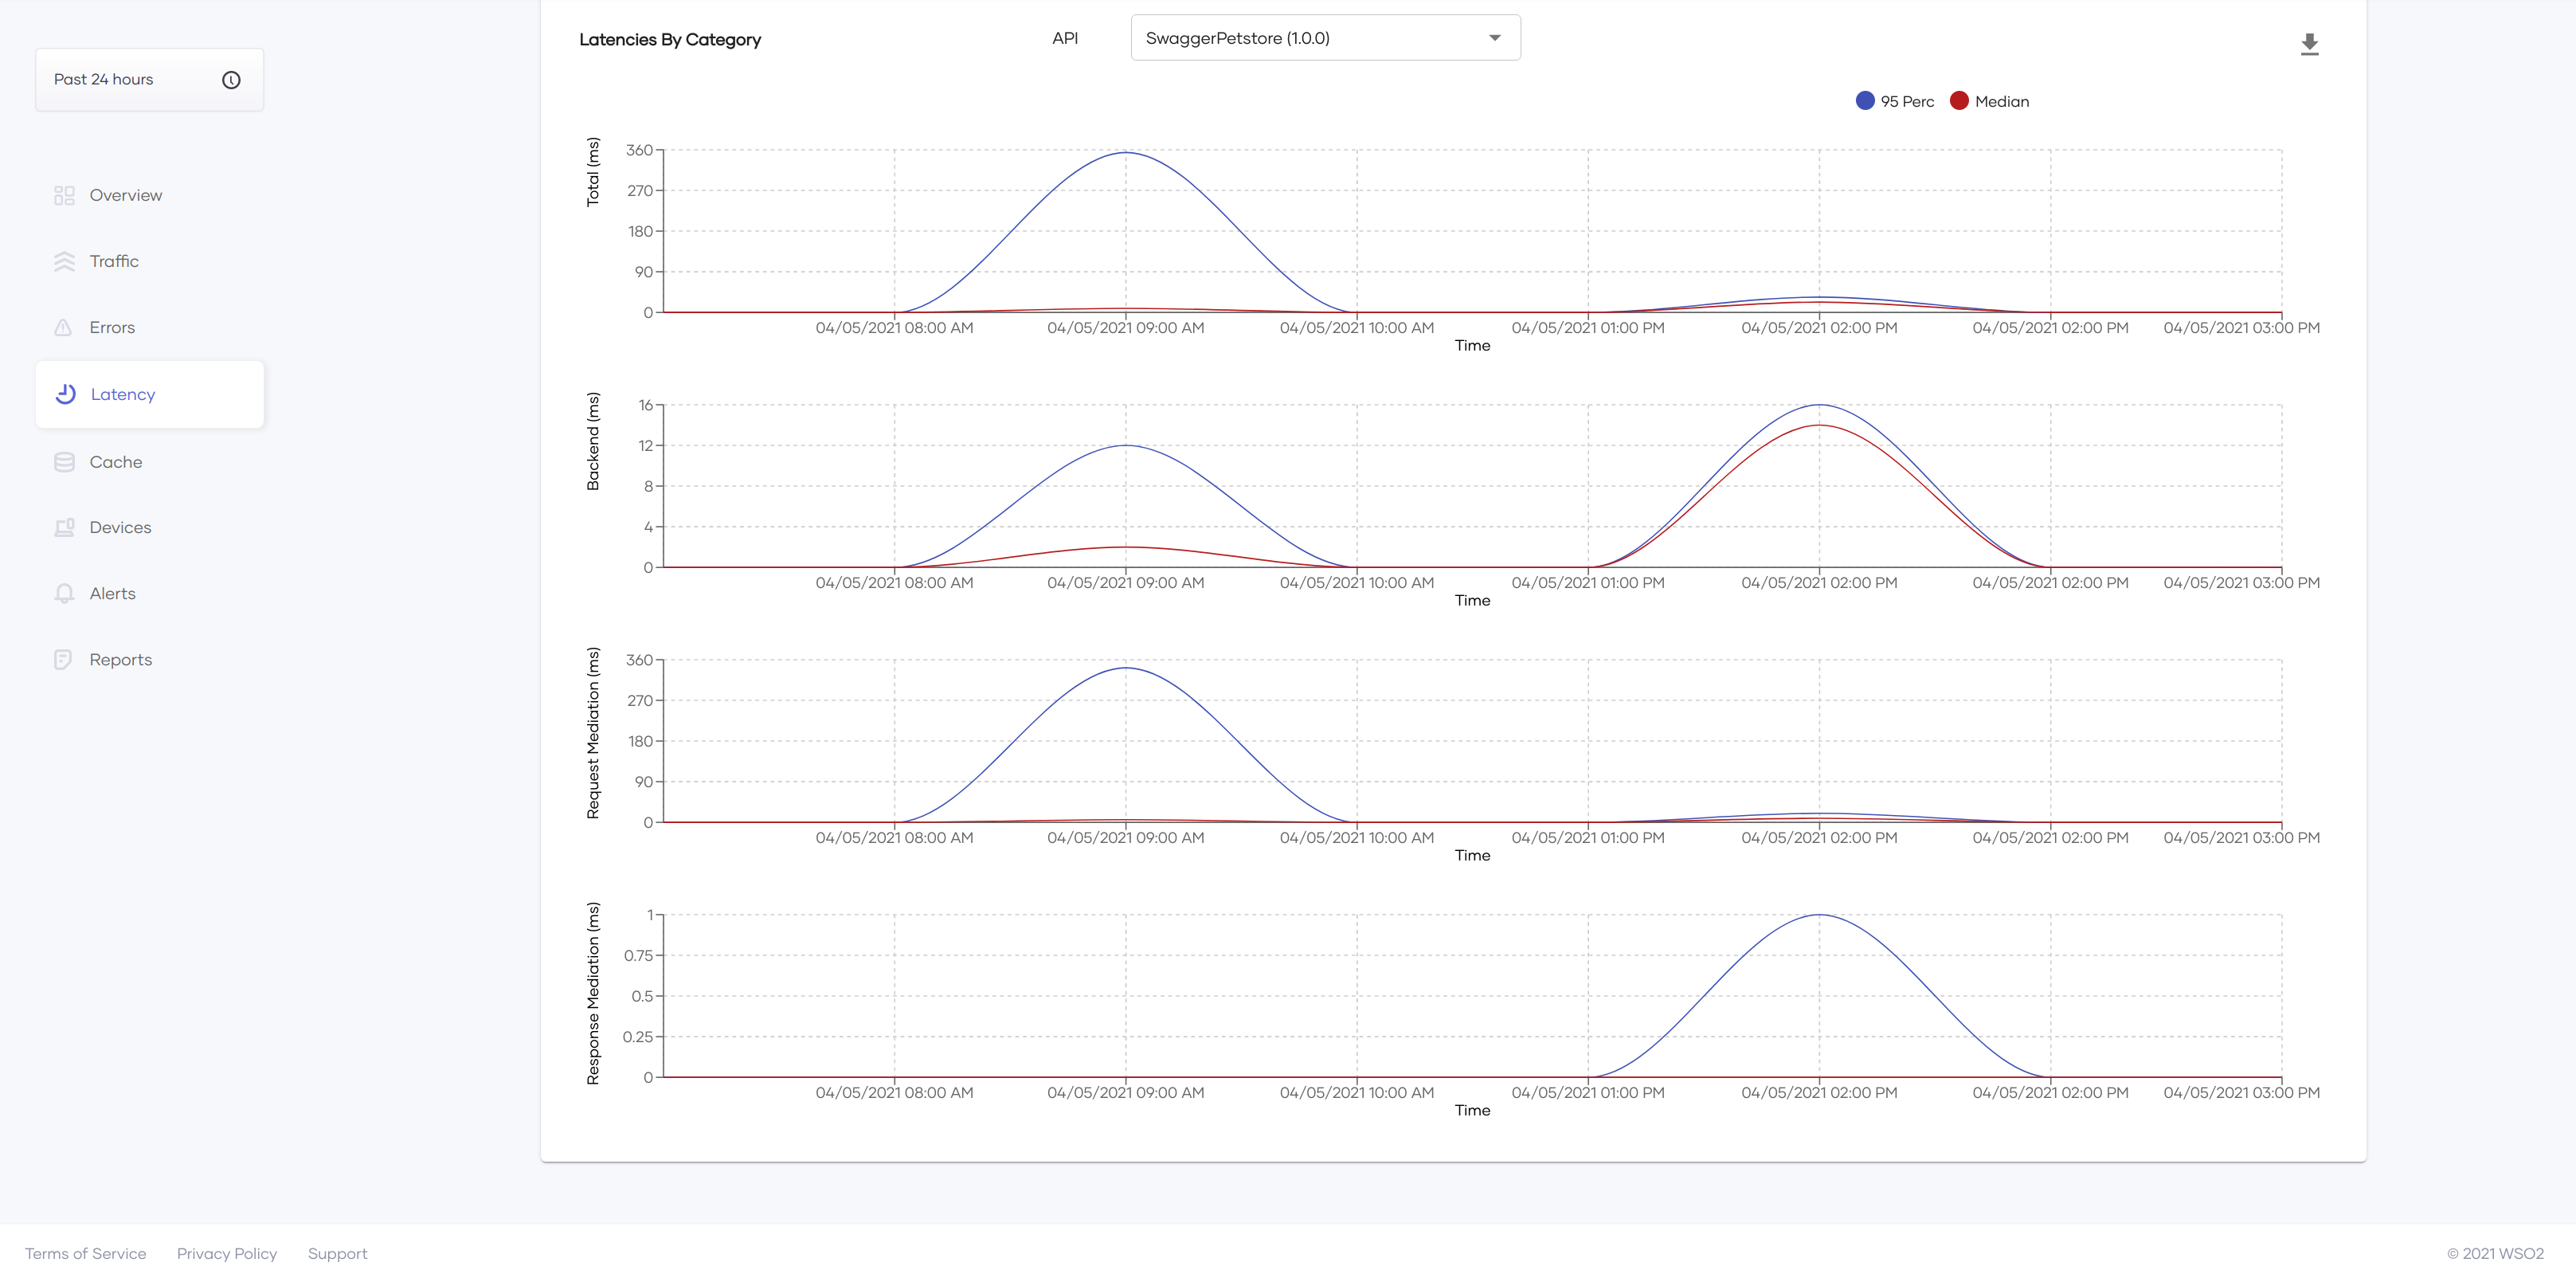 Past 24 hours
Overview
Traffic
Errors
Latency
Cache
Devices
Alerts
Reports
Latencies By Category
API
SwaggerPetstore (1.0.0)
95 Perc Median
Total (ms)
360
270
180
90
0
04/05/2021 08:00 AM 04/05/2021 09:00 AM 04/05/2021 10:00 AM 04/05/2021 01:00 PM 04/05/2021 02:00 PM 04/05/2021 02:00 PM 04/05/2021 03:00 PM
Time
Backend (ms)
16
12
8
4
0
04/05/2021 08:00 AM 04/05/2021 09:00 AM 04/05/2021 10:00 AM 04/05/2021 01:00 PM 04/05/2021 02:00 PM 04/05/2021 02:00 PM 04/05/2021 03:00 PM
Time
Request Mediation (ms)
360
270
180
90
0
04/05/2021 08:00 AM 04/05/2021 09:00 AM 04/05/2021 10:00 AM 04/05/2021 01:00 PM 04/05/2021 02:00 PM 04/05/2021 02:00 PM 04/05/2021 03:00 PM
Time
Response Mediation (ms)
1
0.75
0.5
0.25
0
04/05/2021 08:00 AM 04/05/2021 09:00 AM 04/05/2021 10:00 AM 04/05/2021 01:00 PM 04/05/2021 02:00 PM 04/05/2021 02:00 PM 04/05/2021 03:00 PM
Time
Terms of Service Privacy Policy Support
© 2021 WSO2